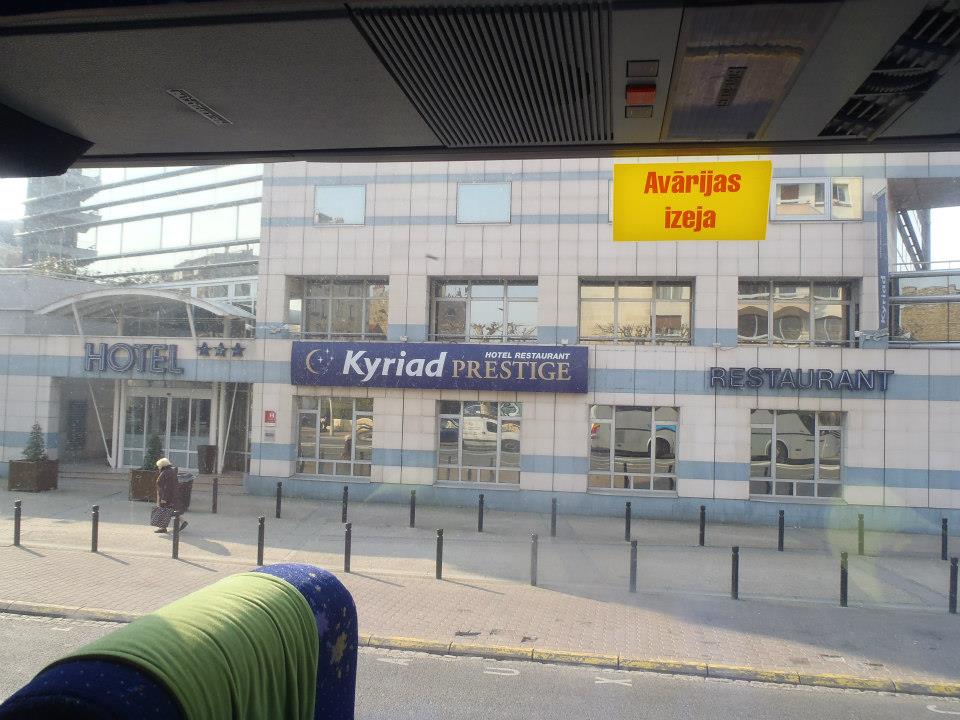 Avārijas
izeja
HOTEL ★★★
Kyriad HOTEL RESTAURANT
PRESTIGE
RESTAURANT